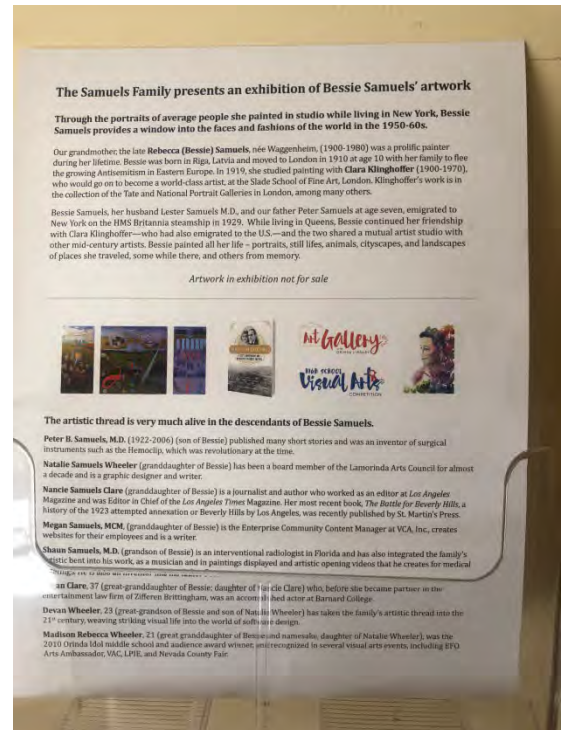 The Samuels Family presents an exhibition of Bessie Samuels' artwork
Through the portraits of average people she painted in studio while living in New York, Bessie
Samuels provides a window into the faces and fashions of the world in the 1950-60s.
Our grandmother, the late Rebecca (Bessie) Samuels, née Waggenheim, (1900-1980) was a prolific painter
during her lifetime. Bessie was born in Riga, Latvia and moved to London in 1910 at age 10 with her family to flee
the growing Antisemitism in Eastern Europe. In 1919, she studied painting with Clara Klinghoffer (1900-1970),
who would go on to become a world-class artist, at the Slade School of Fine Art, London. Klinghoffer's work is in
the collection of the Tate and National Portrait Galleries in London, among many others.
Bessie Samuels, her husband Lester Samuels M.D., and our father Peter Samuels at age seven, emigrated to
New York on the HMS Britannia steamship in 1929. While living in Queens, Bessie continued her friendship
with Clara Klinghoffer—who had also emigrated to the U.S.—and the two shared a mutual artist studio with
other mid-century artists. Bessie painted all her life – portraits, still lifes, animals, cityscapes, and landscapes
of places she traveled, some while there, and others from memory.
Artwork in exhibition not for sale
Art Gallery
HIGH SCHOOL
Visual Arts
COMPETITION
The artistic thread is very much alive in the descendants of Bessie Samuels.
Peter B. Samuels, M.D. (1922-2006) (son of Bessie) published many short stories and was an inventor of surgical
instruments such as the Hemoclip, which was revolutionary at the time.
Natalie Samuels Wheeler (granddaughter of Bessie) has been a board member of the Lamorinda Arts Council for almost
a decade and is a graphic designer and writer.
Nancie Samuels Clare (granddaughter of Bessie) is a journalist and author who worked as an editor at Los Angeles
Magazine and was Editor in Chief of the Los Angeles Times Magazine. Her most recent book, The Battle for Beverly Hills, a
history of the 1923 attempted annexation or Beverly Hills by Los Angeles, was recently published by St. Martin's Press.
Megan Samuels, MCM, (granddaughter of Bessie) is the Enterprise Community Content Manager at VCA, Inc., creates
websites for their employees and is a writer.
Shaun Samuels, M.D. (grandson of Bessie) is an interventional radiologist in Florida and has also integrated the family's
artistic bent into his work, as a musician and in paintings displayed and artistic opening videos that he creates for medical
an Clare, 37 (great-granddaughter of Bessie; daughter of Nancie Clare) who, before she became partner in the
entertainment law firm of Ziffren Brittingham, was an accomplished actor at Barnard College.
Devan Wheeler, 23 (great-grandson of Bessie and son of Natalie Wheeler) has taken the family's artistic thread into the
21st century, weaving striking visual life into the world of software design.
Madison Rebecca Wheeler, 21 (great granddaughter of Bessie and namesake, daughter of Natalie Wheeler), was the
2010 Orinda Idol middle school and audience award winner, and recognized in several visual arts events, including EFO
Arts Ambassador, VAC, LPIE, and Nevada County Fair.